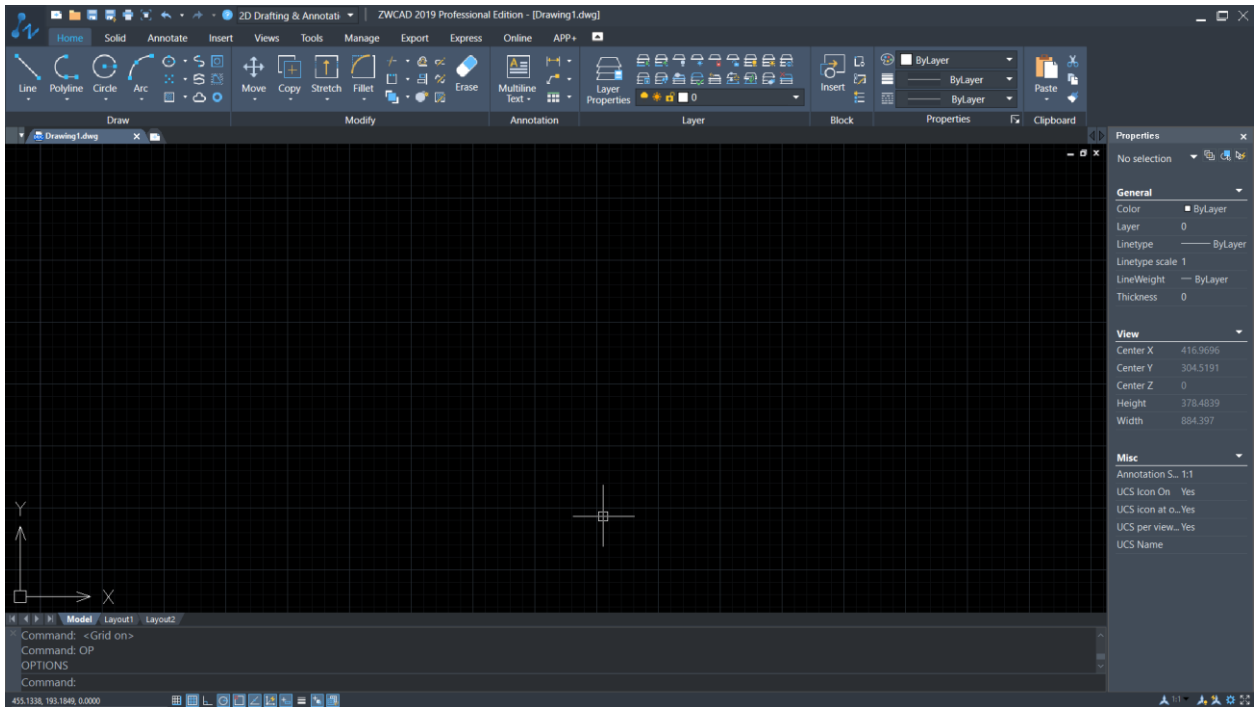 2D Drafting & Annotati
ZWCAD 2019 Professional Edition - [Drawing1.dwg]
Home Solid Annotate Insert Views Tools Manage Export Express Online APP+
Line Polyline Circle Arc
Draw
Move Copy Stretch Fillet Erase
Modify
Multiline
Text
Annotation
Layer
Properties
0
Layer
Insert
Block
ByLayer
ByLayer
ByLayer
Properties
Paste
Clipboard
Drawing1.dwg
Properties
No selection
General
Color ByLayer
Layer 0
Linetype ByLayer
Linetype scale 1
LineWeight ByLayer
Thickness 0
View
Center X 416.9696
Center Y 304.5191
Center Z 0
Height 378.4839
Width 884.397
Misc
Annotation S... 1:1
UCS Icon On Yes
UCS icon at o... Yes
UCS per view... Yes
UCS Name
Y
X
Model Layout1 Layout2
Command: <Grid on>
Command: OP
OPTIONS
Command:
455.1338, 193.1849, 0.0000
1:1